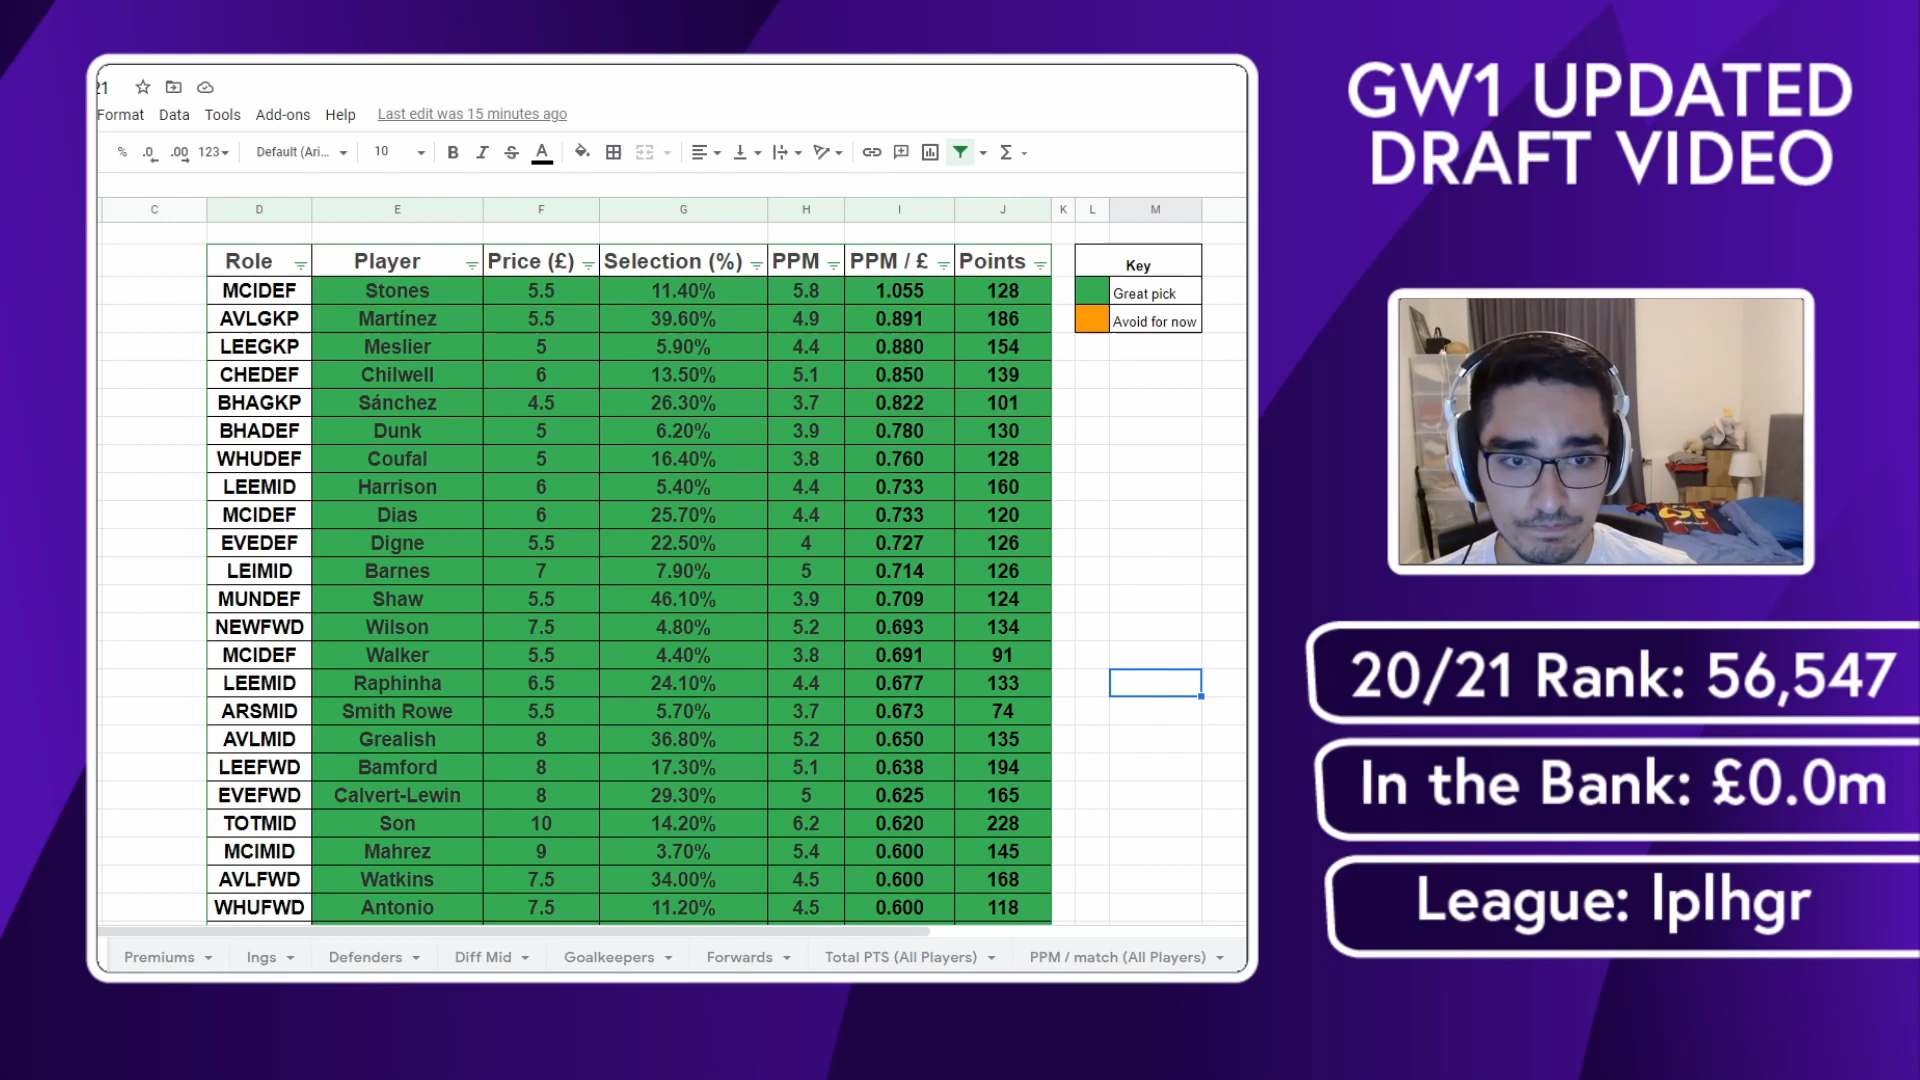 GW1 UPDATED
DRAFT VIDEO
21
Format Data Tools Add-ons Help Last edit was 15 minutes ago
% .0 .00 123 Default (Ari... 10 B I S A
C D E F G H I J K L M
Role Player Price (£) Selection (%) PPM PPM / £ Points
MCIDEF Stones 5.5 11.40% 5.8 1.055 128
AVLGKP Martínez 5.5 39.60% 4.9 0.891 186
LEEGKP Meslier 5 5.90% 4.4 0.880 154
CHEDEF Chilwell 6 13.50% 5.1 0.850 139
BHAGKP Sánchez 4.5 26.30% 3.7 0.822 101
BHADEF Dunk 5 6.20% 3.9 0.780 130
WHUDEF Coufal 5 16.40% 3.8 0.760 128
LEEMID Harrison 6 5.40% 4.4 0.733 160
MCIDEF Dias 6 25.70% 4.4 0.733 120
EVEDEF Digne 5.5 22.50% 4 0.727 126
LEIMID Barnes 7 7.90% 5 0.714 126
MUNDEF Shaw 5.5 46.10% 3.9 0.709 124
NEWFWD Wilson 7.5 4.80% 5.2 0.693 134
MCIDEF Walker 5.5 4.40% 3.8 0.691 91
LEEMID Raphinha 6.5 24.10% 4.4 0.677 133
ARSMID Smith Rowe 5.5 5.70% 3.7 0.673 74
AVLMID Grealish 8 36.80% 5.2 0.650 135
LEEFWD Bamford 8 17.30% 5.1 0.638 194
EVEFWD Calvert-Lewin 8 29.30% 5 0.625 165
TOTMID Son 10 14.20% 6.2 0.620 228
MCIMID Mahrez 9 3.70% 5.4 0.600 145
AVLFWD Watkins 7.5 34.00% 4.5 0.600 168
WHUFWD Antonio 7.5 11.20% 4.5 0.600 118
Key
Great pick
Avoid for now
Premiums Ings Defenders Diff Mid Goalkeepers Forwards Total PTS (All Players) PPM / match (All Players)
20/21 Rank: 56,547
In the Bank: £0.0m
League: lplhgr